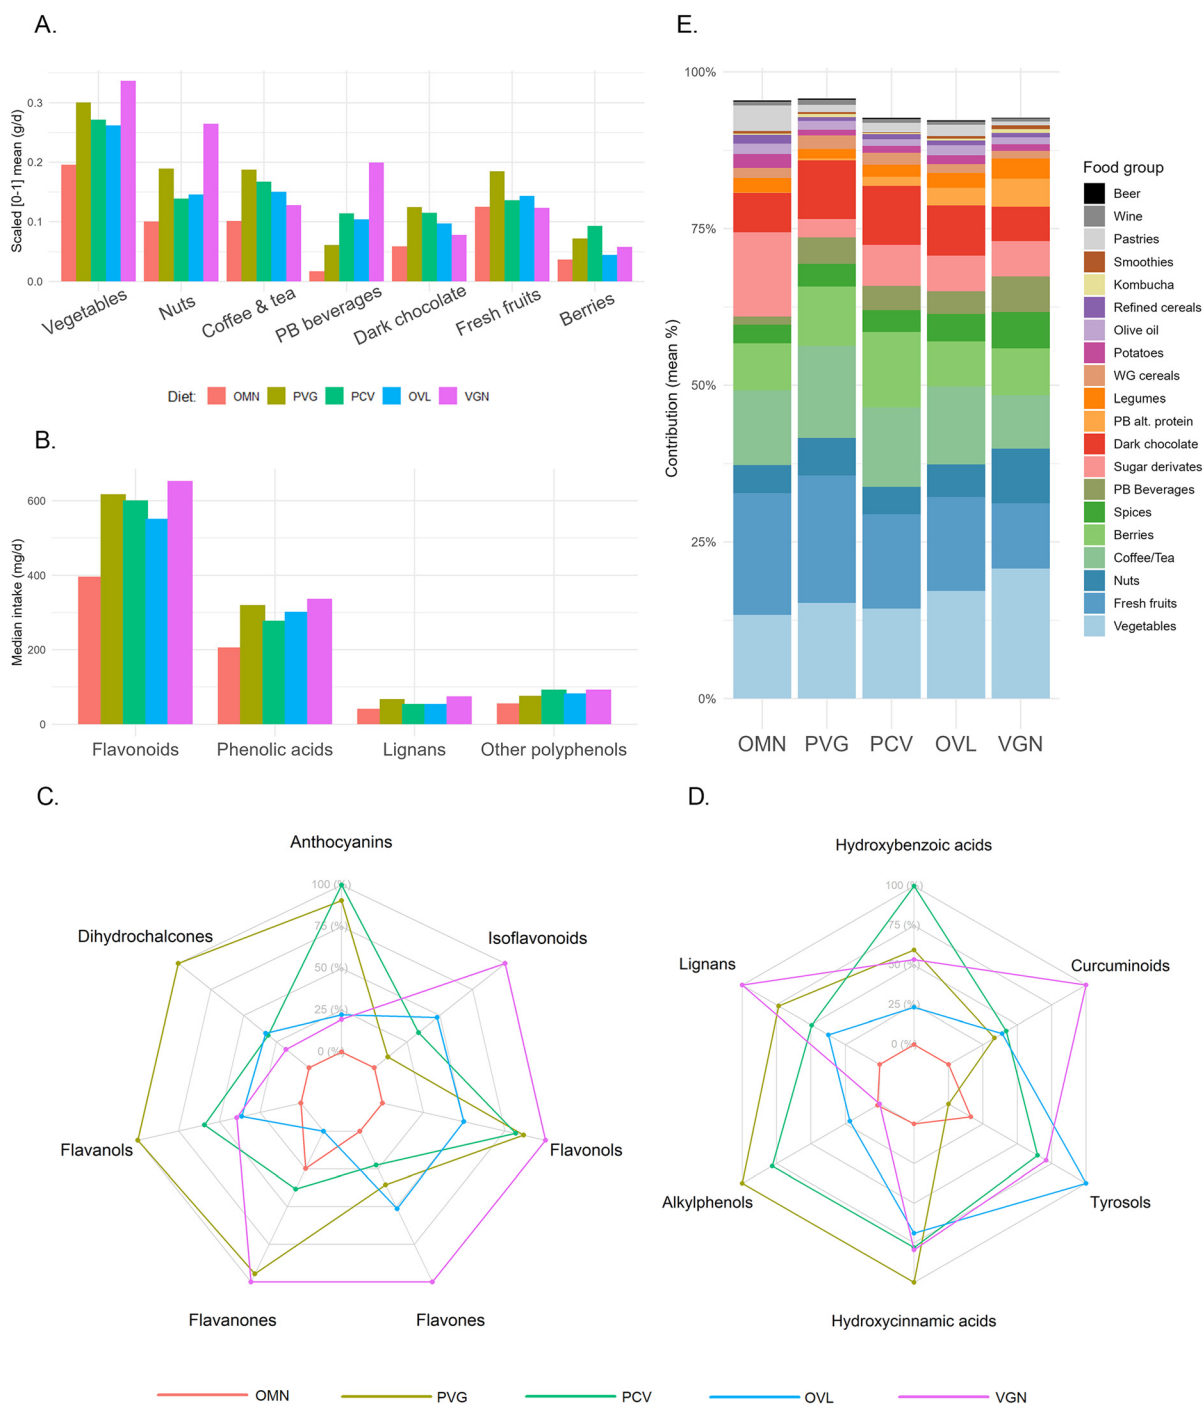 A.
Scaled [0-1] mean (g/d)
0.3
0.2
0.1
0.0
Vegetables
Nuts
Coffee & tea
PB beverages
Dark chocolate
Fresh fruits
Berries
Diet: OMN PVG PCV OVL VGN
B.
Median intake (mg/d)
600
400
200
0
Flavonoids
Phenolic acids
Lignans
Other polyphenols
E.
Contribution (mean %)
100%
75%
50%
25%
0%
OMN
PVG
PCV
OVL
VGN
Food group
Beer
Wine
Pastries
Smoothies
Kombucha
Refined cereals
Olive oil
Potatoes
WG cereals
Legumes
PB alt. protein
Dark chocolate
Sugar derivates
PB Beverages
Spices
Berries
Coffee/Tea
Nuts
Fresh fruits
Vegetables
C.
Anthocyanins
100 (%)
75 (%)
50 (%)
25 (%)
0 (%)
Dihydrochalcones
Isoflavonoids
Flavanols
Flavonols
Flavanones
Flavones
D.
Hydroxybenzoic acids
100 (%)
75 (%)
50 (%)
25 (%)
0 (%)
Lignans
Curcuminoids
Alkylphenols
Tyrosols
Hydroxycinnamic acids
OMN PVG PCV OVL VGN